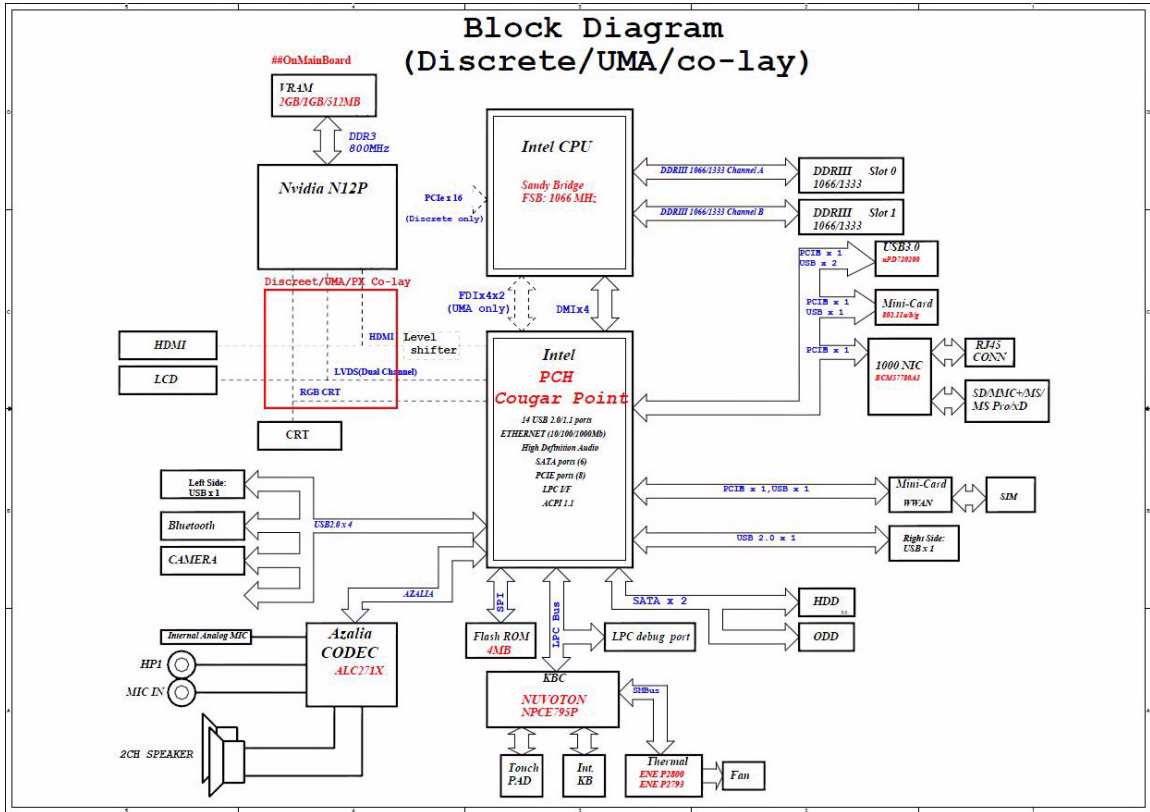 Block Diagram
(Discrete/UMA/co-lay)
##OnMainBoard
VRAM
2GB/1GB/512MB
DDR3
800MHz
Nvidia N12P
PCIe x 16
(Discrete only)
Intel CPU
Sandy Bridge
FSB: 1066 MHz
DDRIII 1066/1333 Channel A
DDRIII Slot 0
1066/1333
DDRIII 1066/1333 Channel B
DDRIII Slot 1
1066/1333
Discreet/UMA/PX Co-lay
FDIx4x2
(UMA only)
DMIx4
PCIE x 1
USB x 2
USB3.0
uPD720200
PCIE x 1
USB x 1
Mini-Card
802.11a/b/g
PCIE x 1
1000 NIC
BCM57780A1
RJ45
CONN
SD/MMC+/MS/
MS Pro/xD
HDMI
HDMI
Level
shifter
LCD
LVDS(Dual Channel)
RGB CRT
CRT
Intel
PCH
Cougar Point
14 USB 2.0/1.1 ports
ETHERNET (10/100/1000Mb)
High Definition Audio
SATA ports (6)
PCIE ports (8)
LPC I/F
ACPI 1.1
Left Side:
USB x 1
Bluetooth
CAMERA
USB2.0 x 4
AZALIA
PCIE x 1,USB x 1
Mini-Card
WWAN
SIM
USB 2.0 x 1
Right Side:
USB x 1
SATA x 2
HDD
ODD
SPI
Flash ROM
4MB
LPC Bus
LPC debug port
Internal Analog MIC
HP1
MIC IN
2CH SPEAKER
Azalia
CODEC
ALC271X
KBC
NUVOTON
NPCE795P
SMBus
Touch
PAD
Int.
KB
Thermal
ENE P2800
ENE P2793
Fan